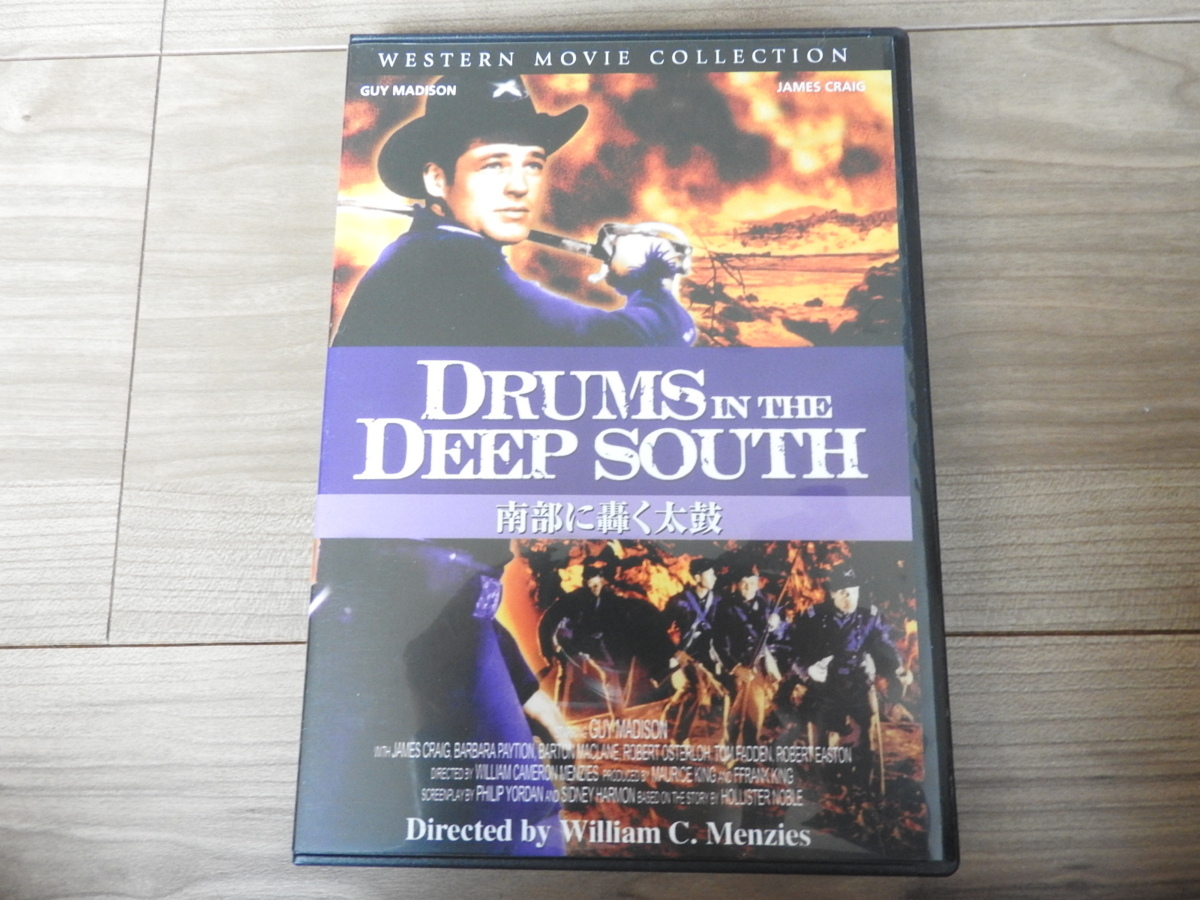 WESTERN MOVIE COLLECTION
GUY MADISON
JAMES CRAIG
DRUMS IN THE
DEEP SOUTH
南部に轟く太鼓
GUY MADISON
WITH JAMES CRAIG, BARBARA PAYTION, BARTON MACLANE, ROBERT OSTERLOH, TOM FADDEN, ROBERT EASTON
DIRECTED BY WILLIAM CAMERON MENZIES PRODUCED BY MAURICE KING AND FFRANK KING
SCREENPLAY BY PHILIP YORDAN AND SIDNEY HARMON BASED ON THE STORY BY HOLLISTER NOBLE
Directed by William C. Menzies